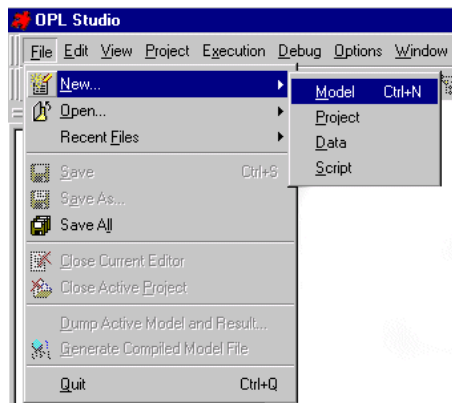 OPL Studio
File Edit View Project Execution Debug Options Window
New...
Model Ctrl+N
Open...
Project
Recent Files
Data
Save Ctrl+S
Script
Save As...
Save All
Close Current Editor
Close Active Project
Dump Active Model and Result...
Generate Compiled Model File
Quit Ctrl+Q